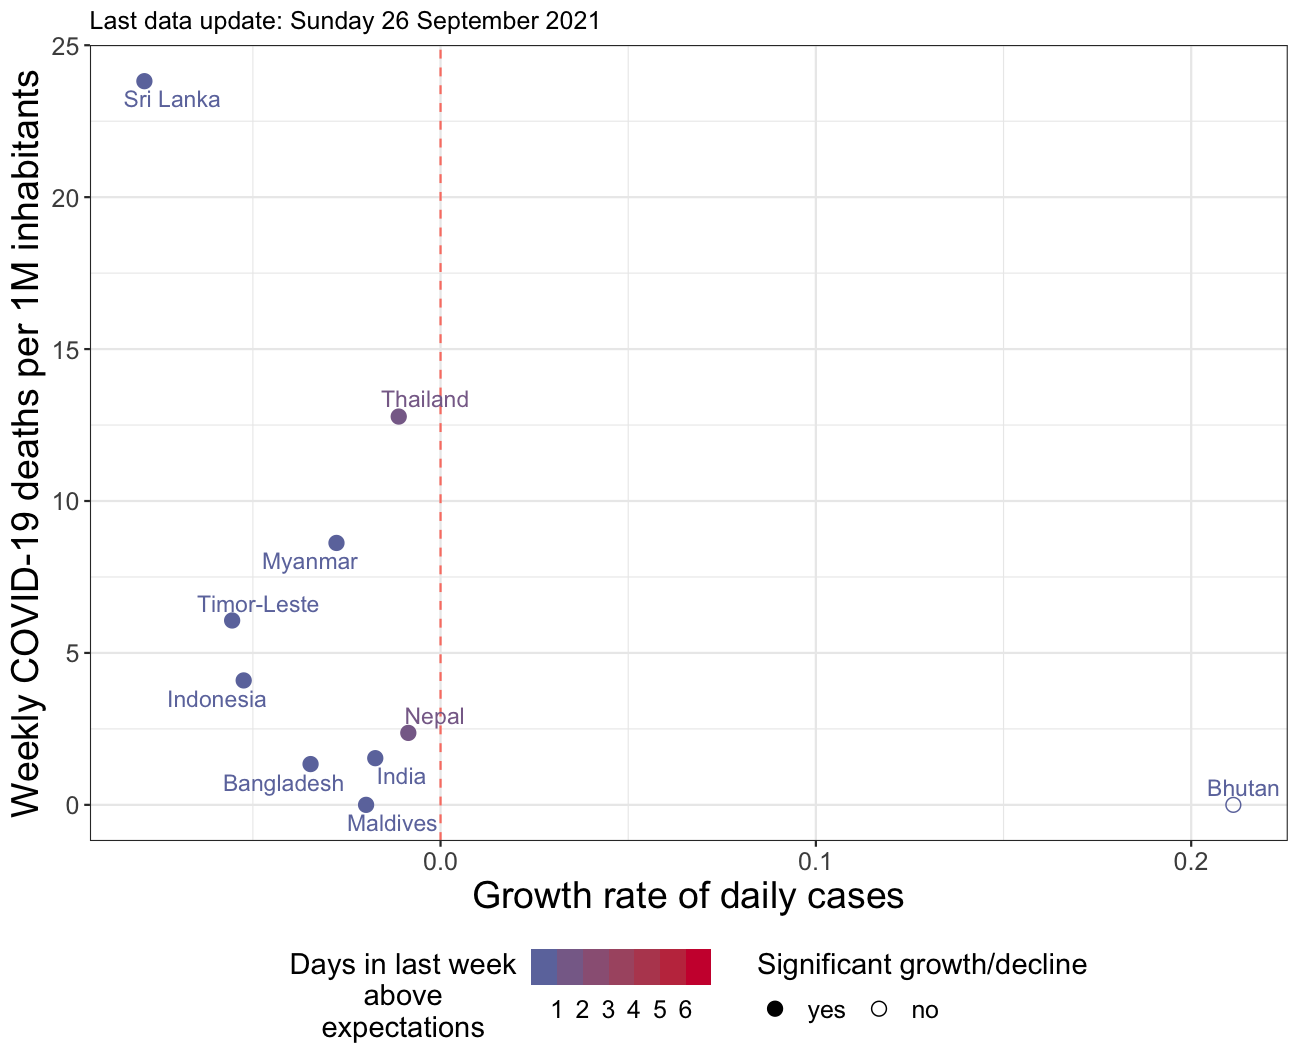 Last data update: Sunday 26 September 2021
Weekly COVID-19 deaths per 1M inhabitants
25
20
15
10
5
0
Sri Lanka
Thailand
Myanmar
Timor-Leste
Indonesia
Nepal
India
Bangladesh
Bhutan
Maldives
0.0 0.1 0.2
Growth rate of daily cases
Days in last week
above
expectations
1 2 3 4 5 6
Significant growth/decline
yes no